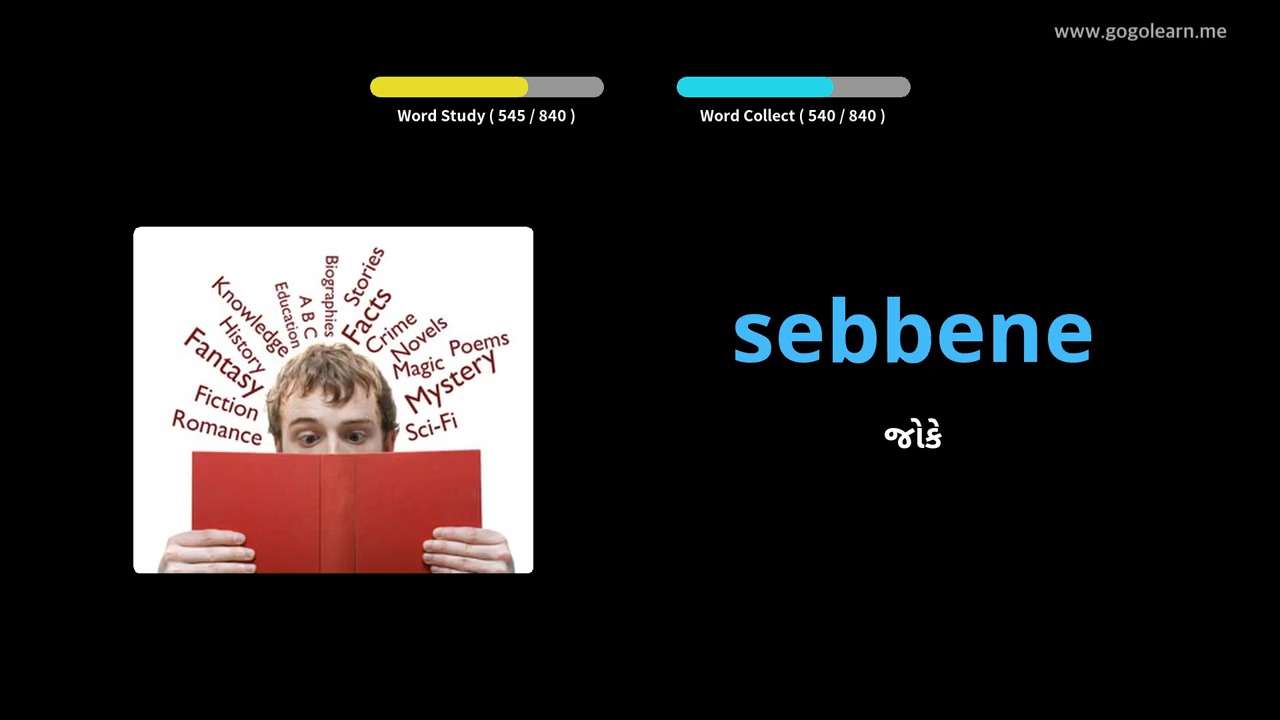 www.gogolearn.me
Word Study ( 545 / 840 )
Word Collect ( 540 / 840 )
Biographies
Stories
Education
A B C
Facts
Knowledge
Crime
History
Novels
Fantasy
Magic
Poems
Mystery
Fiction
Romance
Sci-Fi
sebbene
જોકે